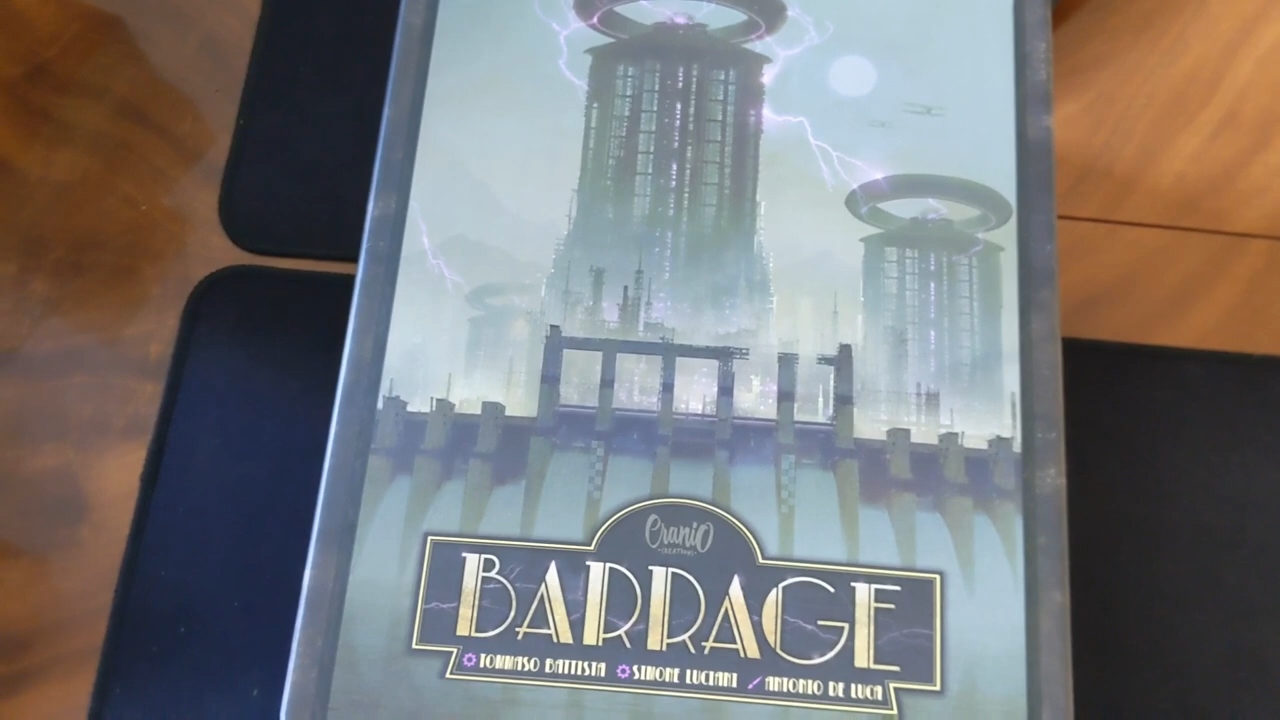 Cranio
CREATIONS
BARRAGE
TOMMASO BATTISTA SIMONE LUCIANI ANTONIO DE LUCA